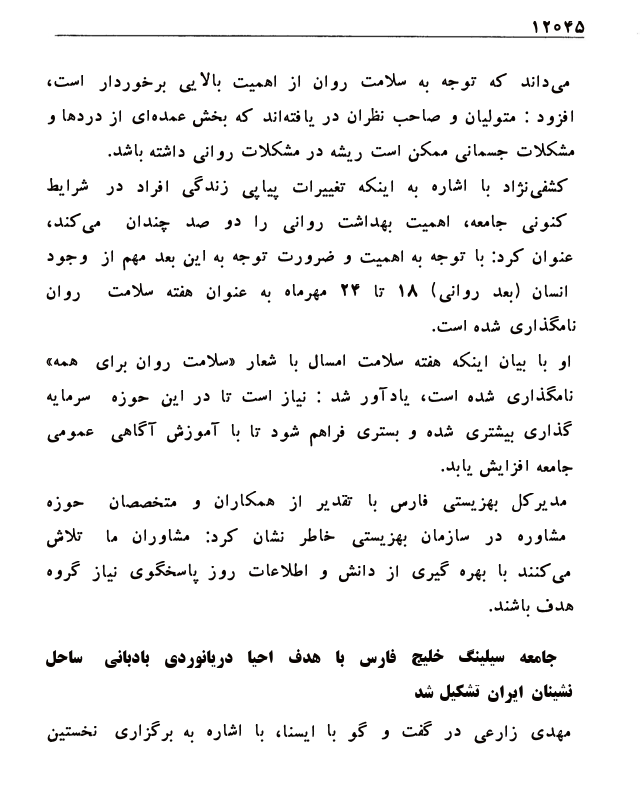 ۱۲۰۴۵
می‌داند که توجه به سلامت روان از اهمیت بالایی برخوردار است،
افزود : متولیان و صاحب نظران در یافته‌اند که بخش عمده‌ای از دردها و
مشکلات جسمانی ممکن است ریشه در مشکلات روانی داشته باشد.
کشفی‌نژاد با اشاره به اینکه تغییرات پیاپی زندگی افراد در شرایط
کنونی جامعه، اهمیت بهداشت روانی را دو صد چندان می‌کند،
عنوان کرد: با توجه به اهمیت و ضرورت توجه به این بعد مهم از وجود
انسان (بعد روانی) ۱۸ تا ۲۴ مهرماه به عنوان هفته سلامت روان
نامگذاری شده است.
او با بیان اینکه هفته سلامت امسال با شعار «سلامت روان برای همه»
نامگذاری شده است، یادآور شد : نیاز است تا در این حوزه سرمایه
گذاری بیشتری شده و بستری فراهم شود تا با آموزش آگاهی عمومی
جامعه افزایش یابد.
مدیرکل بهزیستی فارس با تقدیر از همکاران و متخصصان حوزه
مشاوره در سازمان بهزیستی خاطر نشان کرد: مشاوران ما تلاش
می‌کنند با بهره گیری از دانش و اطلاعات روز پاسخگوی نیاز گروه
هدف باشند.
جامعه سیلینگ خلیج فارس با هدف احیا دریانوردی بادبانی ساحل
نشینان ایران تشکیل شد
مهدی زارعی در گفت و گو با ایسنا، با اشاره به برگزاری نخستین